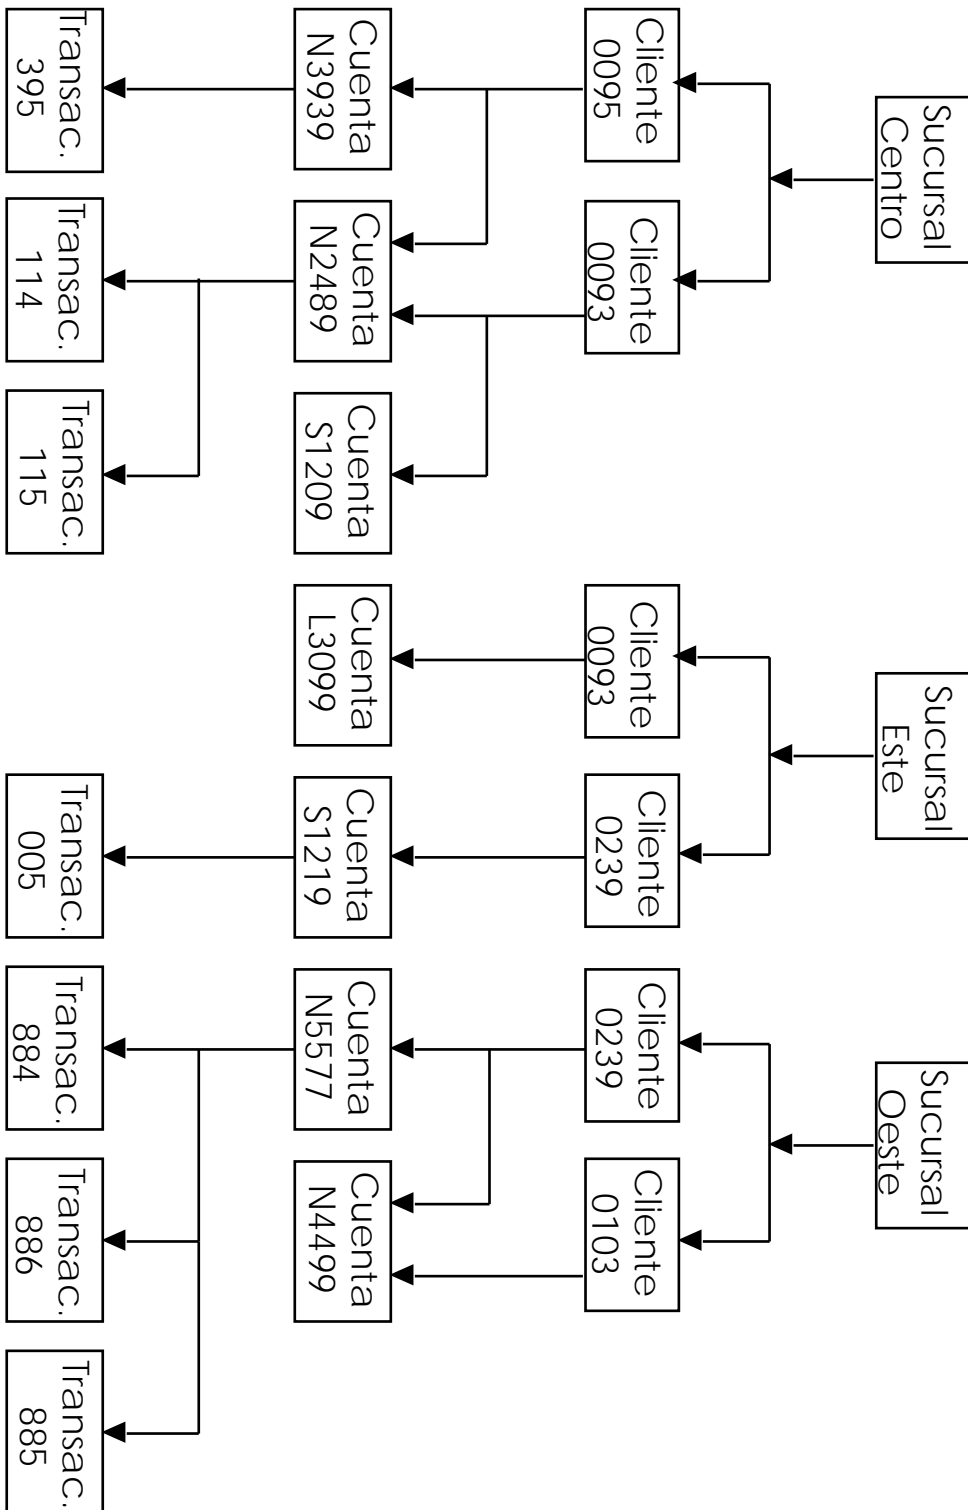 Sucursal
Centro
Sucursal
Este
Sucursal
Oeste
Cliente
0095
Cliente
0093
Cliente
0093
Cliente
0239
Cliente
0239
Cliente
0103
Cuenta
N3939
Cuenta
N2489
Cuenta
S1209
Cuenta
L3099
Cuenta
S1219
Cuenta
N5577
Cuenta
N4499
Transac.
395
Transac.
114
Transac.
115
Transac.
005
Transac.
884
Transac.
886
Transac.
885